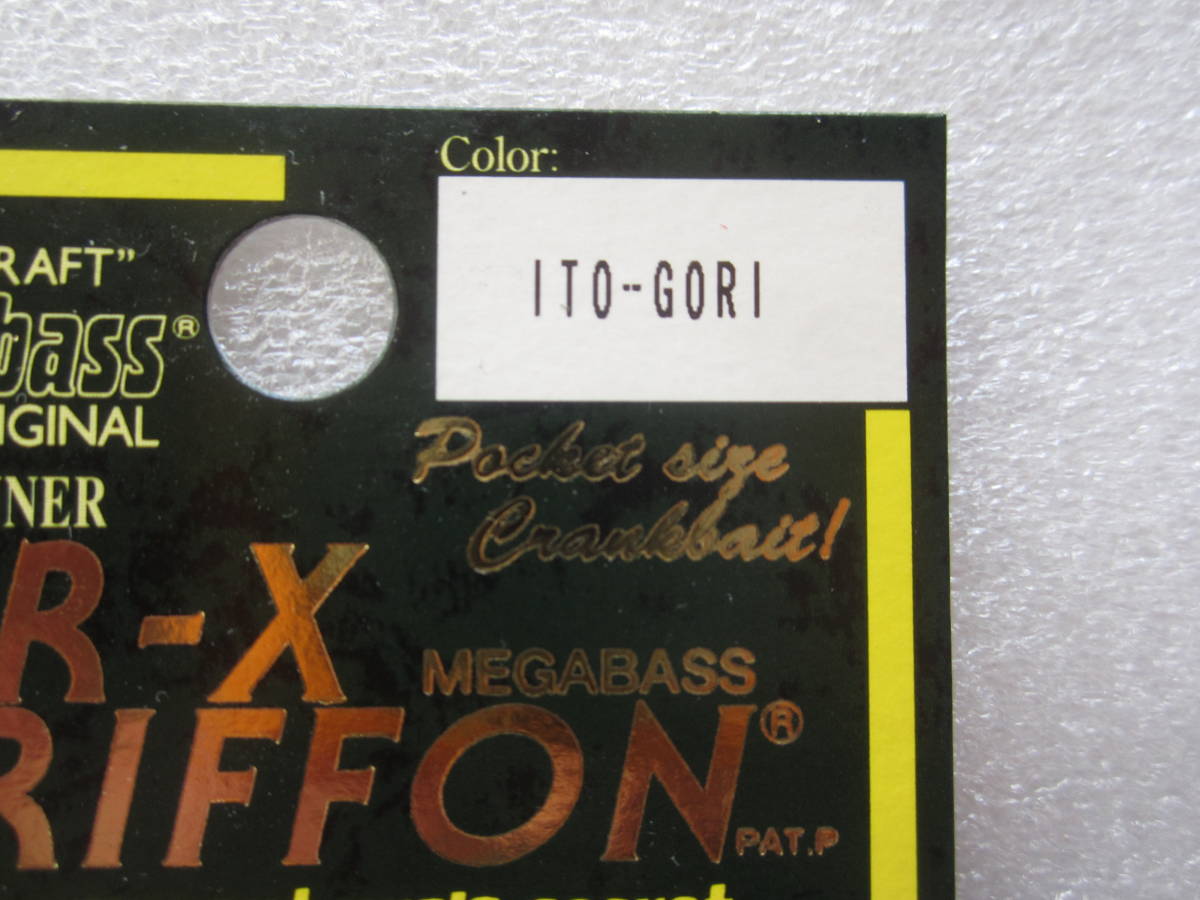 Color:
ITO-GORI
RAFT"
bass®
IGINAL
NER
Pocket size
Crankbait!
R-X
MEGABASS
RIFFON®
PAT.P